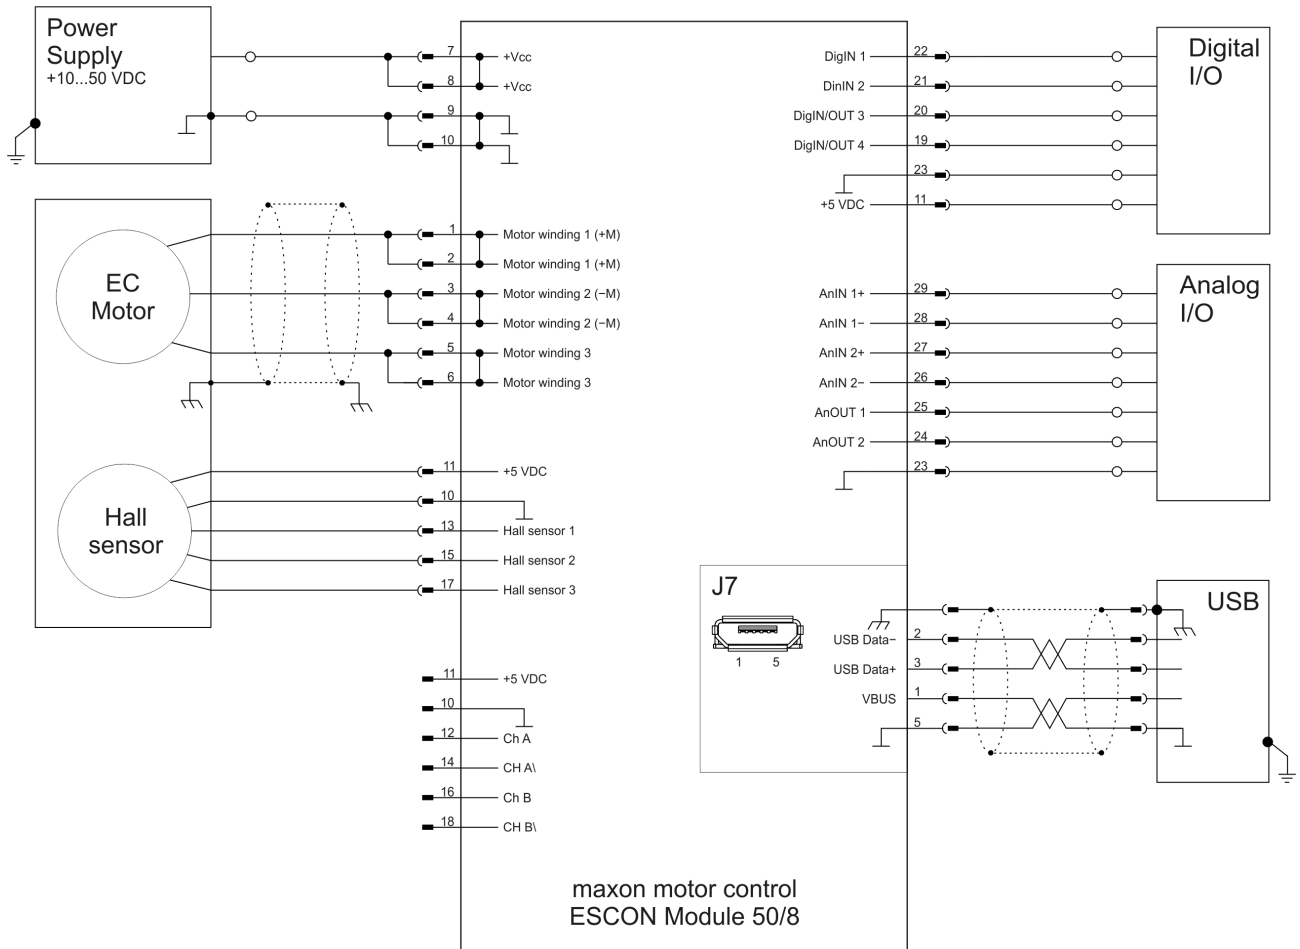 Power
Supply
+10...50 VDC
7 +Vcc
8 +Vcc
9
10
EC
Motor
1 Motor winding 1 (+M)
2 Motor winding 1 (+M)
3 Motor winding 2 (−M)
4 Motor winding 2 (−M)
5 Motor winding 3
6 Motor winding 3
Hall
sensor
11 +5 VDC
10
13 Hall sensor 1
15 Hall sensor 2
17 Hall sensor 3
11 +5 VDC
10
12 Ch A
14 CH A\
16 Ch B
18 CH B\
DigIN 1 22
DinIN 2 21
DigIN/OUT 3 20
DigIN/OUT 4 19
23
+5 VDC 11
Digital
I/O
AnIN 1+ 29
AnIN 1− 28
AnIN 2+ 27
AnIN 2− 26
AnOUT 1 25
AnOUT 2 24
23
Analog
I/O
J7
1 5
USB Data− 2
USB Data+ 3
VBUS 1
5
USB
maxon motor control
ESCON Module 50/8